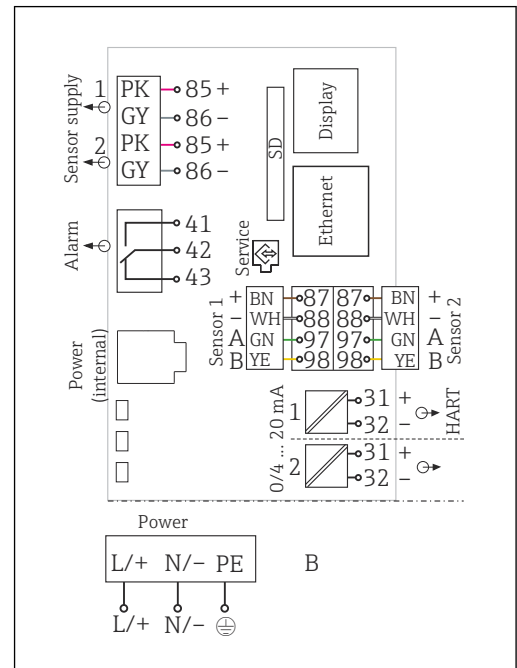 Sensor supply
1 PK 85 +
GY 86 –
2 PK 85 +
GY 86 –
Display
SD
Ethernet
Alarm
41
42
43
Service
Power
(internal)
Sensor 1
+ BN 87 87 BN +
– WH 88 88 WH –
A GN 97 97 GN A
B YE 98 98 YE B
Sensor 2
0/4 ... 20 mA
1 31 +
32 –
HART
2 31 +
32 –
Power
L/+ N/– PE B
L/+ N/–